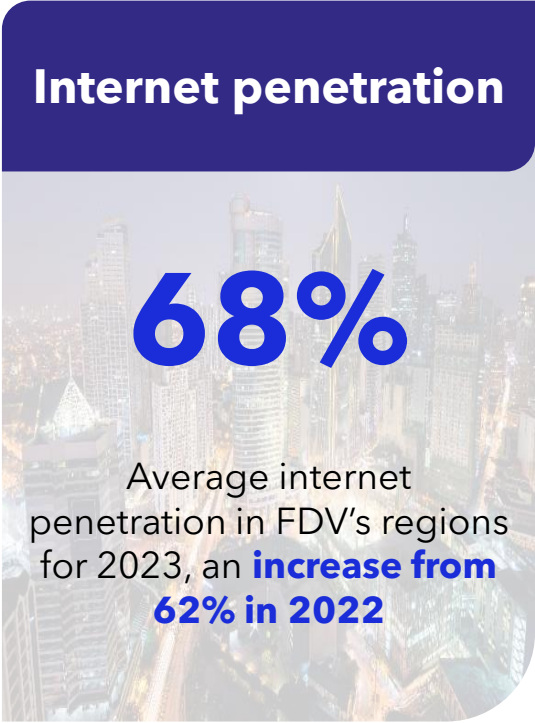 Internet penetration
68%
Average internet
penetration in FDV’s regions
for 2023, an increase from
62% in 2022